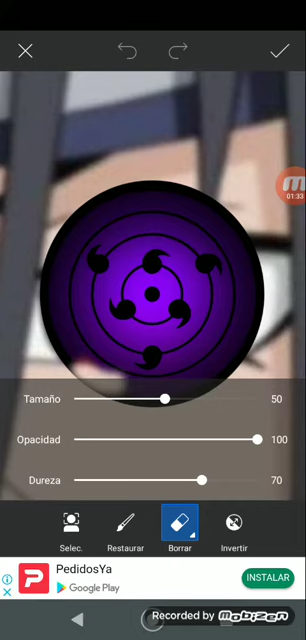 01:33
Tamaño 50
Opacidad 100
Dureza 70
Selec. Restaurar Borrar Invertir
PedidosYa
Google Play
INSTALAR
Recorded by mobizen